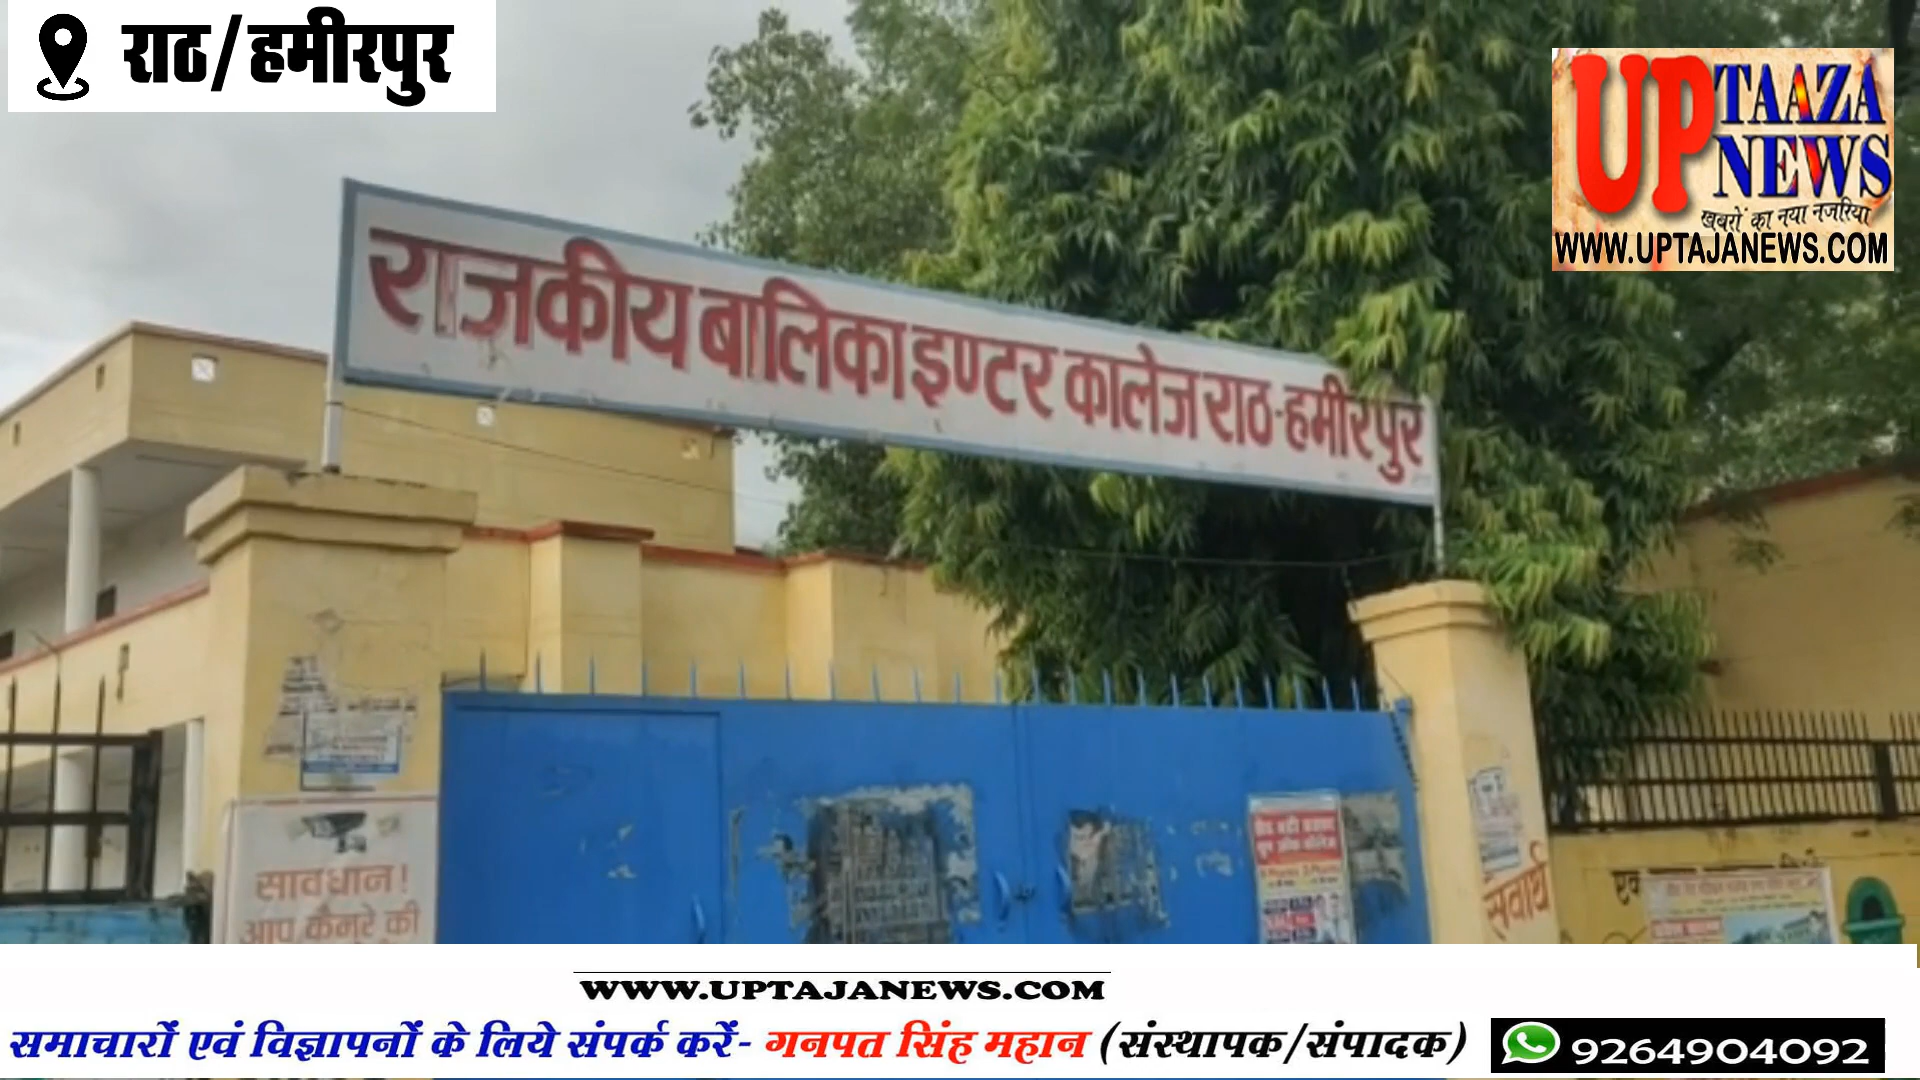 राठ/हमीरपुर
UP TAAZA NEWS
खबरों का नया नजरिया
WWW.UPTAJANEWS.COM
राजकीय बालिका इण्टर कालेज राठ-हमीरपुर
सावधान!
आप कैमरे की
सवार्थ
WWW.UPTAJANEWS.COM
समाचारों एवं विज्ञापनों के लिये संपर्क करें- गनपत सिंह महान (संस्थापक/संपादक) 9264904092